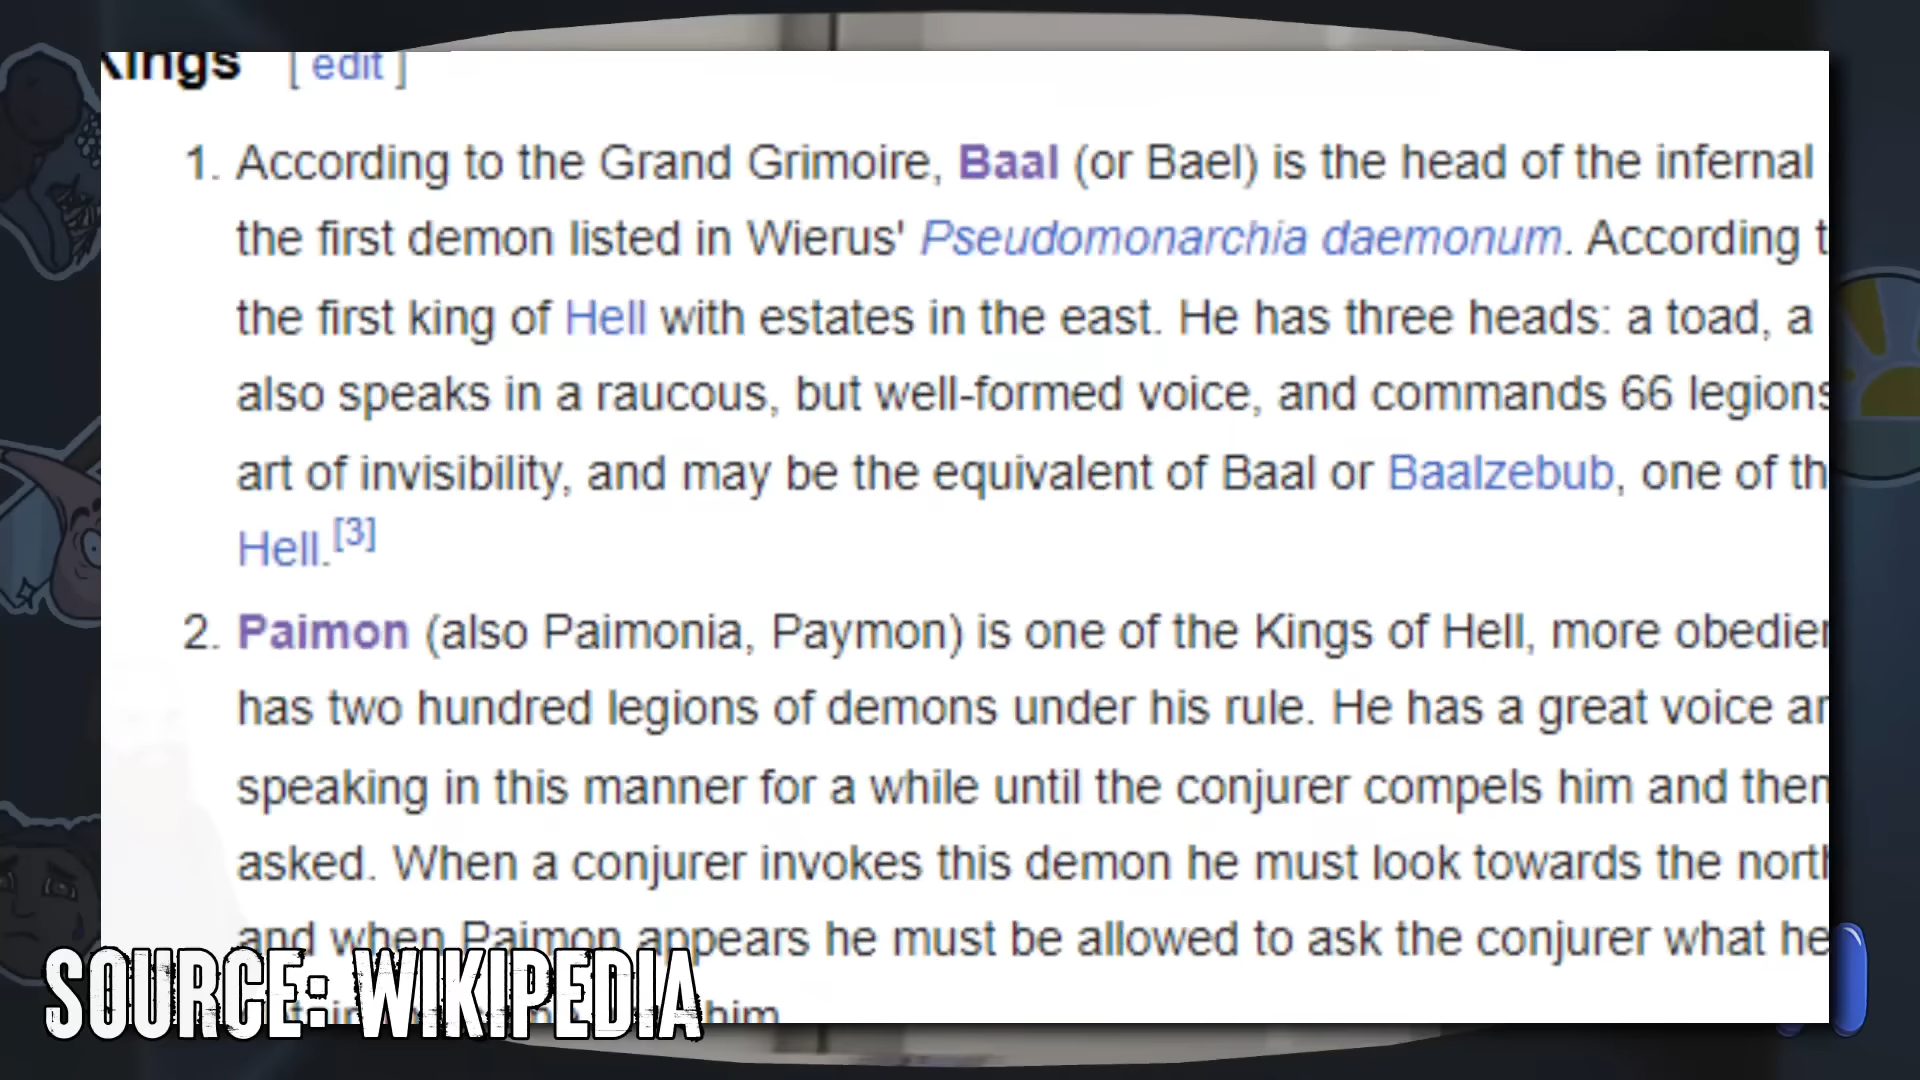 Kings [ edit ]
1. According to the Grand Grimoire, Baal (or Bael) is the head of the infernal
the first demon listed in Wierus' Pseudomonarchia daemonum. According t
the first king of Hell with estates in the east. He has three heads: a toad, a
also speaks in a raucous, but well-formed voice, and commands 66 legions
art of invisibility, and may be the equivalent of Baal or Baalzebub, one of th
Hell.[3]
2. Paimon (also Paimonia, Paymon) is one of the Kings of Hell, more obedien
has two hundred legions of demons under his rule. He has a great voice an
speaking in this manner for a while until the conjurer compels him and then
asked. When a conjurer invokes this demon he must look towards the north
and when Paimon appears he must be allowed to ask the conjurer what he
him
SOURCE: WIKIPEDIA